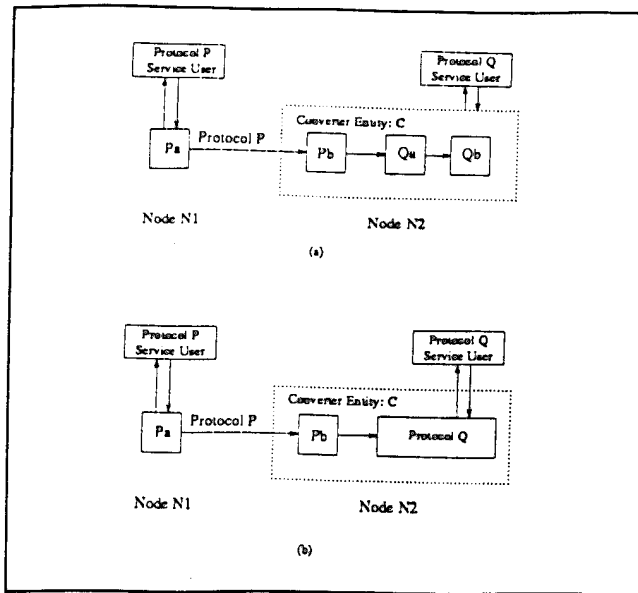 Protocol P
Service User
Protocol Q
Service User
Converter Entity: C
Protocol P
Pa
Pb
Qa
Qb
Node N1
Node N2
(a)
Protocol P
Service User
Protocol Q
Service User
Converter Entity: C
Protocol P
Pa
Pb
Protocol Q
Node N1
Node N2
(b)